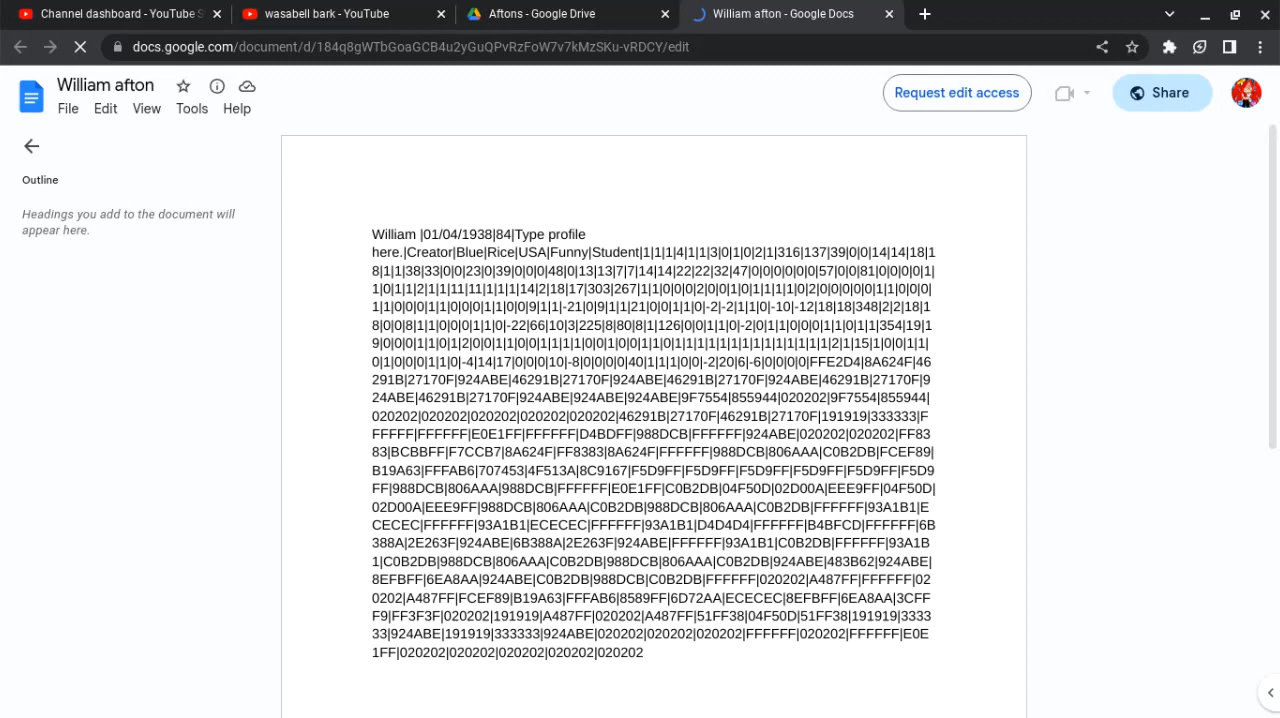 Channel dashboard - YouTube S
wasabell bark - YouTube
Aftons - Google Drive
William afton - Google Docs
docs.google.com/document/d/184q8gWTbGoaGCB4u2yGuQPvRzFoW7v7kMzSKu-vRDCY/edit
William afton
File Edit View Tools Help
Request edit access
Share
Outline
Headings you add to the document will
appear here.
William |01/04/1938|84|Type profile
here.|Creator|Blue|Rice|USA|Funny|Student|1|1|1|4|1|1|3|0|1|0|2|1|316|137|39|0|0|14|14|18|1
8|1|1|38|33|0|0|23|0|39|0|0|0|48|0|13|13|7|7|14|14|22|22|32|47|0|0|0|0|0|57|0|0|81|0|0|0|0|1|
1|0|1|1|2|1|1|11|11|1|1|1|14|2|18|17|303|267|1|1|0|0|0|2|0|0|1|0|1|1|1|1|0|2|0|0|0|0|0|1|1|0|0|0|
1|1|0|0|0|1|1|0|0|0|1|1|0|0|9|1|1|-21|0|9|1|1|21|0|0|1|1|0|-2|-2|1|1|0|-10|-12|18|18|348|2|2|18|1
8|0|0|8|1|1|0|0|0|1|1|0|-22|66|10|3|225|8|80|8|1|126|0|0|1|1|0|-2|0|1|1|0|0|0|1|1|0|1|1|354|19|1
9|0|0|0|1|1|0|1|2|0|0|1|1|0|0|1|1|1|1|0|0|1|0|0|1|1|0|1|1|1|1|1|1|1|1|1|1|1|1|1|1|2|1|15|1|0|0|1|1|
0|1|0|0|0|1|1|0|-4|14|17|0|0|0|10|-8|0|0|0|0|40|1|1|1|0|0|-2|20|6|-6|0|0|0|0|FFE2D4|8A624F|46
291B|27170F|924ABE|46291B|27170F|924ABE|46291B|27170F|924ABE|46291B|27170F|9
24ABE|46291B|27170F|924ABE|924ABE|924ABE|9F7554|855944|020202|9F7554|855944|
020202|020202|020202|020202|020202|46291B|27170F|46291B|27170F|191919|333333|F
FFFFF|FFFFFF|E0E1FF|FFFFFF|D4BDFF|988DCB|FFFFFF|924ABE|020202|020202|FF83
83|BCBBFF|F7CCB7|8A624F|FF8383|8A624F|FFFFFF|988DCB|806AAA|C0B2DB|FCEF89|
B19A63|FFFAB6|707453|4F513A|8C9167|F5D9FF|F5D9FF|F5D9FF|F5D9FF|F5D9FF|F5D9
FF|988DCB|806AAA|988DCB|FFFFFF|E0E1FF|C0B2DB|04F50D|02D00A|EEE9FF|04F50D|
02D00A|EEE9FF|988DCB|806AAA|C0B2DB|988DCB|806AAA|C0B2DB|FFFFFF|93A1B1|E
CECEC|FFFFFF|93A1B1|ECECEC|FFFFFF|93A1B1|D4D4D4|FFFFFF|B4BFCD|FFFFFF|6B
388A|2E263F|924ABE|6B388A|2E263F|924ABE|FFFFFF|93A1B1|C0B2DB|FFFFFF|93A1B
1|C0B2DB|988DCB|806AAA|C0B2DB|988DCB|806AAA|C0B2DB|924ABE|483B62|924ABE|
8EFBFF|6EA8AA|924ABE|C0B2DB|988DCB|C0B2DB|FFFFFF|020202|A487FF|FFFFFF|02
0202|A487FF|FCEF89|B19A63|FFFAB6|8589FF|6D72AA|ECECEC|8EFBFF|6EA8AA|3CFF
F9|FF3F3F|020202|191919|A487FF|020202|A487FF|51FF38|04F50D|51FF38|191919|3333
33|924ABE|191919|333333|924ABE|020202|020202|020202|FFFFFF|020202|FFFFFF|E0E
1FF|020202|020202|020202|020202|020202